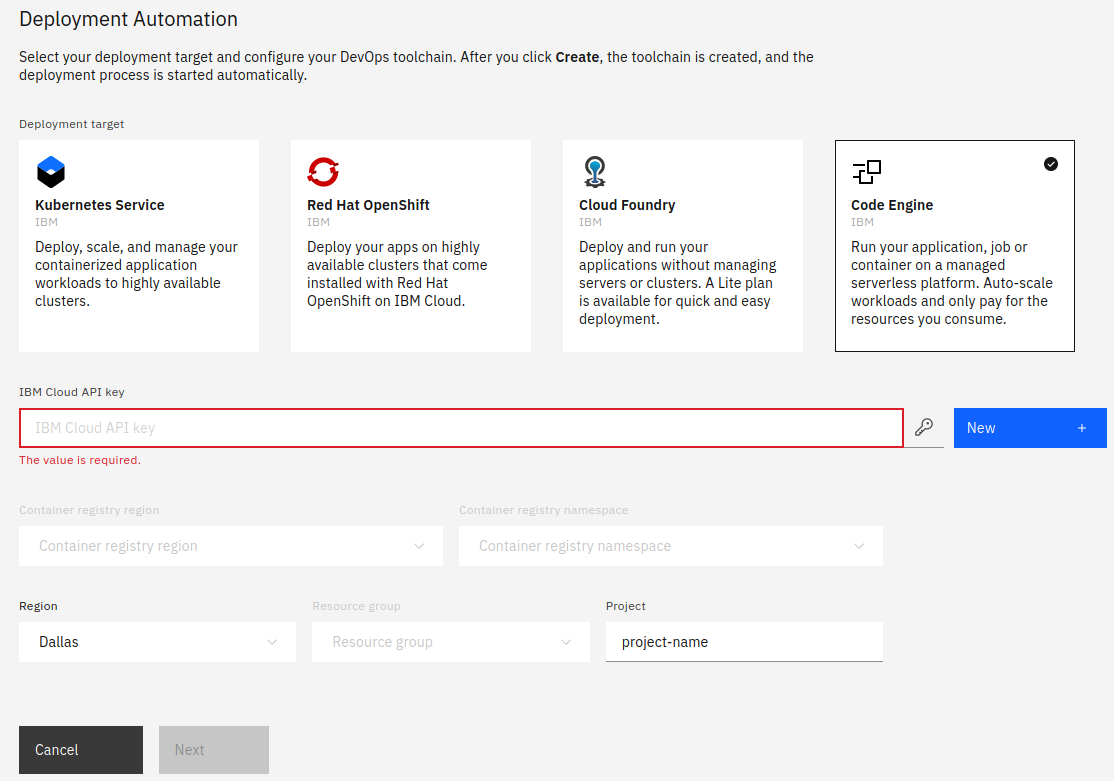 Deployment Automation
Select your deployment target and configure your DevOps toolchain. After you click Create, the toolchain is created, and the
deployment process is started automatically.
Deployment target
Kubernetes Service
IBM
Deploy, scale, and manage your
containerized application
workloads to highly available
clusters.
Red Hat OpenShift
IBM
Deploy your apps on highly
available clusters that come
installed with Red Hat
OpenShift on IBM Cloud.
Cloud Foundry
IBM
Deploy and run your
applications without managing
servers or clusters. A Lite plan
is available for quick and easy
deployment.
Code Engine
IBM
Run your application, job or
container on a managed
serverless platform. Auto-scale
workloads and only pay for the
resources you consume.
IBM Cloud API key
IBM Cloud API key
New +
The value is required.
Container registry region
Container registry region
Container registry namespace
Container registry namespace
Region
Dallas
Resource group
Resource group
Project
project-name
Cancel
Next